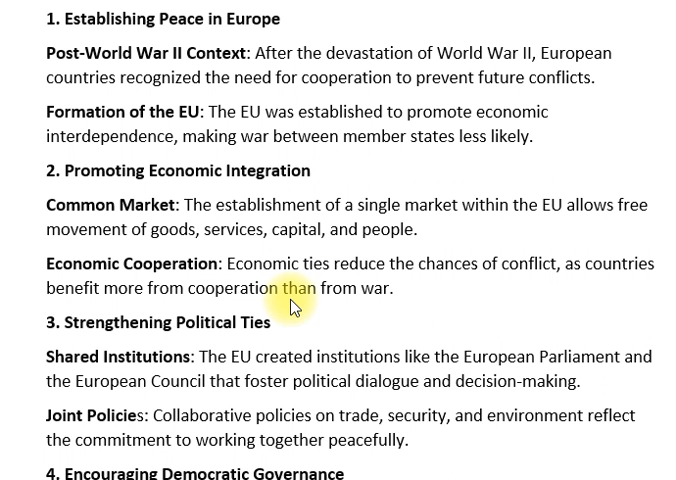 1. Establishing Peace in Europe
Post-World War II Context: After the devastation of World War II, European
countries recognized the need for cooperation to prevent future conflicts.
Formation of the EU: The EU was established to promote economic
interdependence, making war between member states less likely.
2. Promoting Economic Integration
Common Market: The establishment of a single market within the EU allows free
movement of goods, services, capital, and people.
Economic Cooperation: Economic ties reduce the chances of conflict, as countries
benefit more from cooperation than from war.
3. Strengthening Political Ties
Shared Institutions: The EU created institutions like the European Parliament and
the European Council that foster political dialogue and decision-making.
Joint Policies: Collaborative policies on trade, security, and environment reflect
the commitment to working together peacefully.
4. Encouraging Democratic Governance